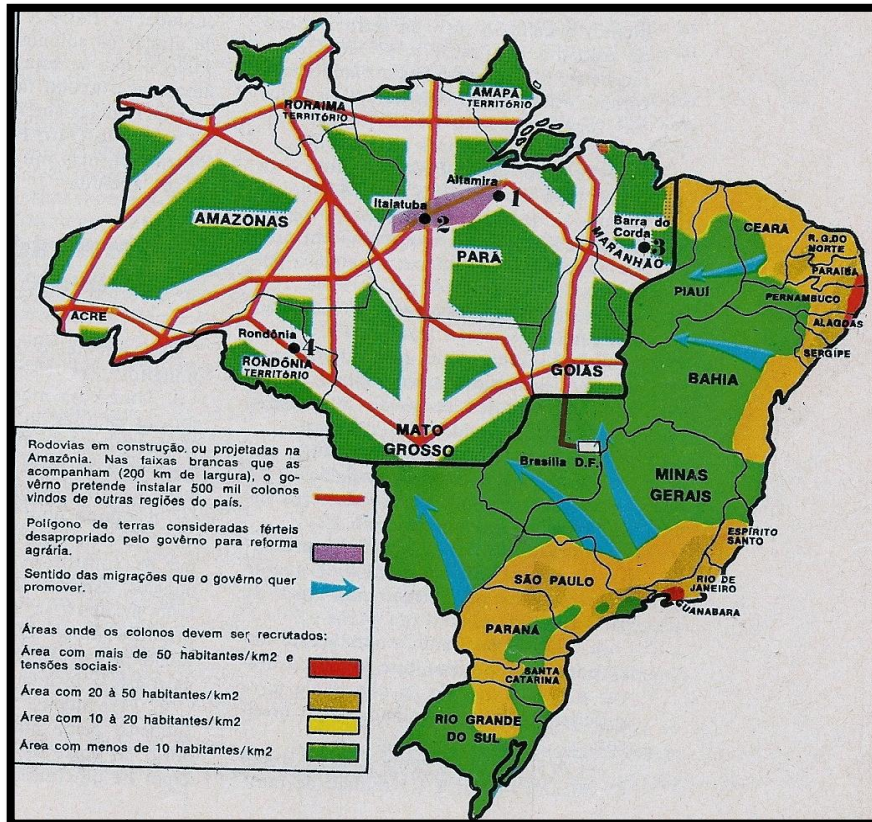 RORAIMA
TERRITÓRIO
AMAPÁ
TERRITÓRIO
Altamira
1
Itaiatuba
2
AMAZONAS
PARÁ
Barra do
Corda
3
MARANHÃO
CEARÁ
R. G. DO
NORTE
PARAÍBA
PIAUÍ
PERNAMBUCO
ALAGOAS
SERGIPE
ACRE
Rondônia
4
RONDÔNIA
TERRITÓRIO
GOIÁS
BAHIA
MATO
GROSSO
Brasília D.F.
MINAS
GERAIS
ESPÍRITO
SANTO
SÃO PAULO
RIO DE
JANEIRO
GUANABARA
PARANÁ
SANTA
CATARINA
RIO GRANDE
DO SUL
Rodovias em construção ou projetadas na
Amazônia. Nas faixas brancas que as
acompanham (200 km de largura), o go-
vêrno pretende instalar 500 mil colonos
vindos de outras regiões do país.
Polígono de terras consideradas férteis
desapropriado pelo govêrno para reforma
agrária.
Sentido das migrações que o govêrno quer
promover.
Áreas onde os colonos devem ser recrutados:
Área com mais de 50 habitantes/km2 e
tensões sociais
Área com 20 à 50 habitantes/km2
Área com 10 à 20 habitantes/km2
Área com menos de 10 habitantes/km2